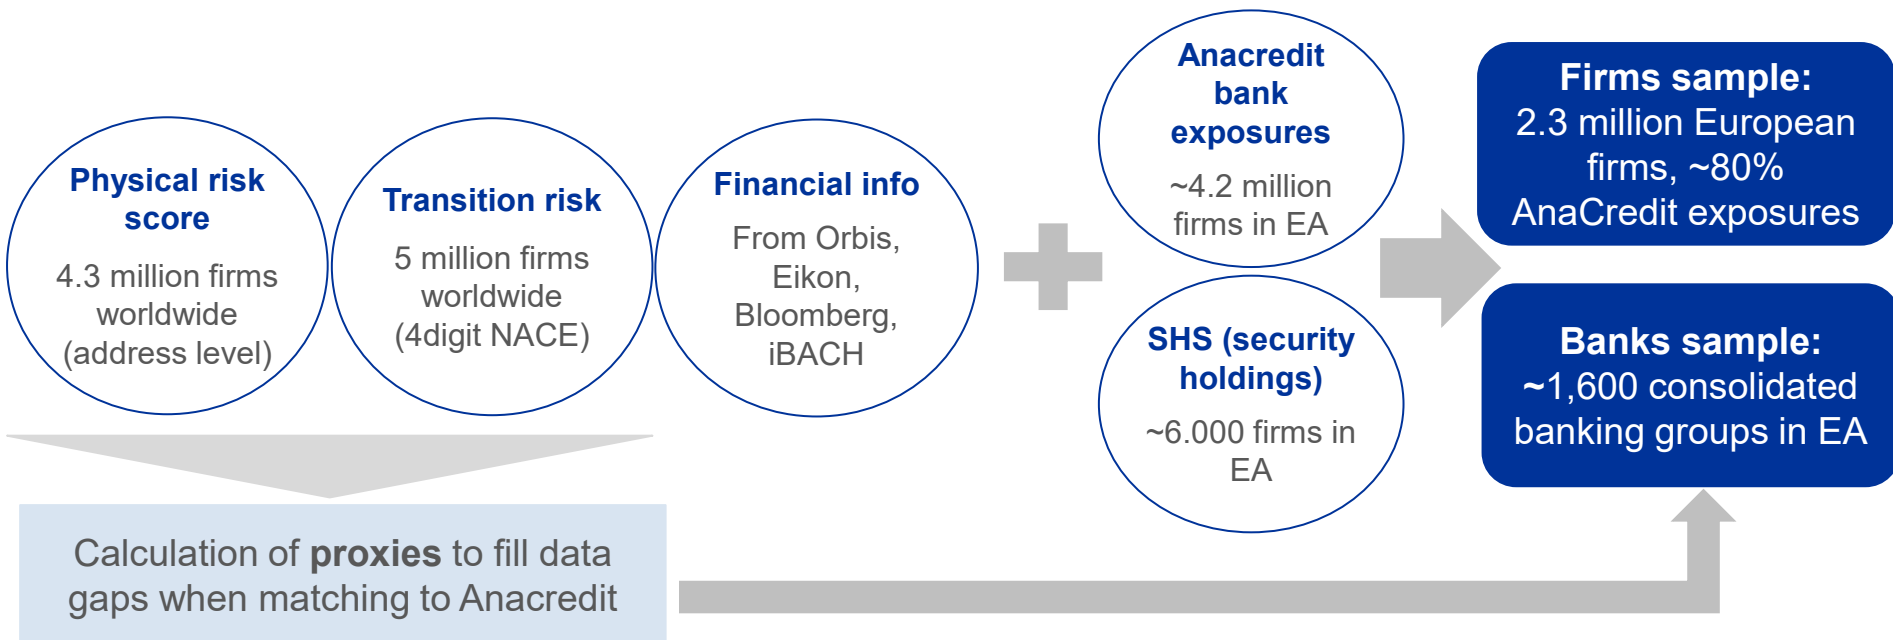 Physical risk
score
4.3 million firms
worldwide
(address level)
Transition risk
5 million firms
worldwide
(4digit NACE)
Financial info
From Orbis,
Eikon,
Bloomberg,
iBACH
Anacredit
bank
exposures
~4.2 million
firms in EA
SHS (security
holdings)
~6.000 firms in
EA
Firms sample:
2.3 million European
firms, ~80%
AnaCredit exposures
Banks sample:
~1,600 consolidated
banking groups in EA
Calculation of proxies to fill data
gaps when matching to Anacredit